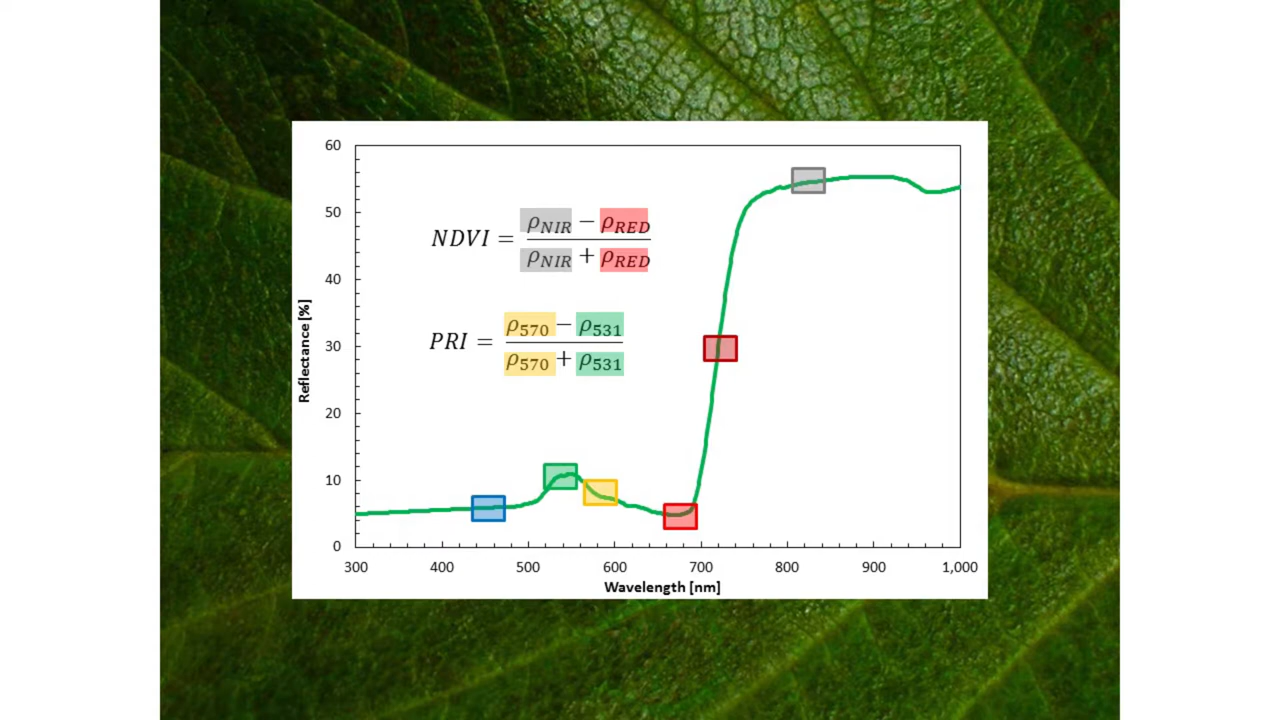 60
50
40
30
20
10
0
Reflectance [%]
NDVI = (ρNIR − ρRED) / (ρNIR + ρRED)
PRI = (ρ570 − ρ531) / (ρ570 + ρ531)
300 400 500 600 700 800 900 1,000
Wavelength [nm]